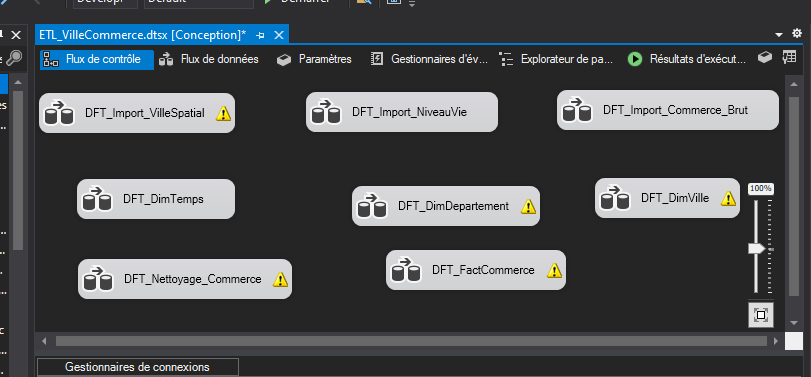 Démarrer
ETL_VilleCommerce.dtsx [Conception]*
Flux de contrôle
Flux de données
Paramètres
Gestionnaires d'év...
Explorateur de pa...
Résultats d'exécut...
DFT_Import_VilleSpatial
DFT_Import_NiveauVie
DFT_Import_Commerce_Brut
DFT_DimTemps
DFT_DimDepartement
DFT_DimVille
100%
DFT_Nettoyage_Commerce
DFT_FactCommerce
Gestionnaires de connexions